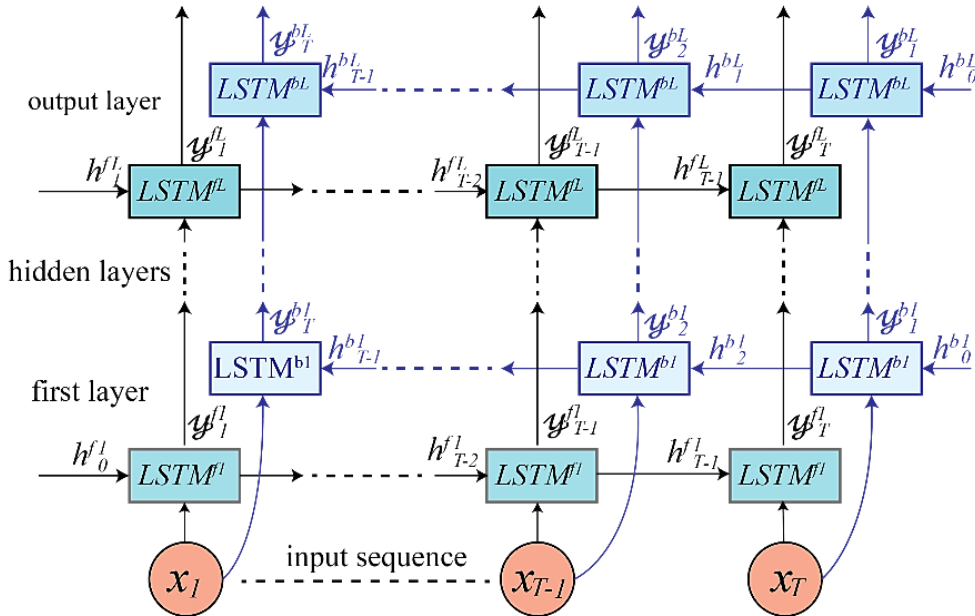 y^{bL}_T y^{bL}_2 y^{bL}_1
LSTM^{bL} h^{bL}_{T-1} LSTM^{bL} h^{bL}_1 LSTM^{bL} h^{bL}_0
output layer
y^{fL}_1 y^{fL}_{T-1} y^{fL}_T
h^{fL}_1 LSTM^{fL} h^{fL}_{T-2} LSTM^{fL} h^{fL}_{T-1} LSTM^{fL}
hidden layers
y^{b1}_T y^{b1}_2 y^{b1}_1
LSTM^{b1} h^{b1}_{T-1} LSTM^{b1} h^{b1}_2 LSTM^{b1} h^{b1}_0
first layer
y^{f1}_1 y^{f1}_{T-1} y^{f1}_T
h^{f1}_0 LSTM^{f1} h^{f1}_{T-2} LSTM^{f1} h^{f1}_{T-1} LSTM^{f1}
input sequence
x_1 x_{T-1} x_T